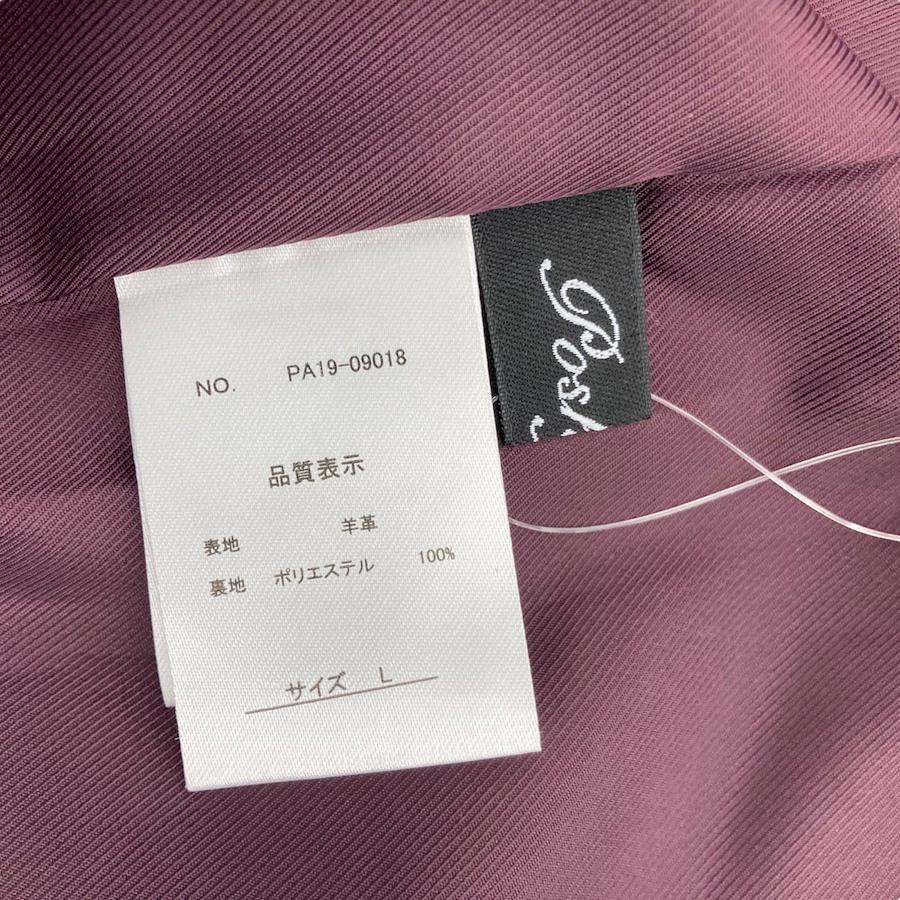 NO. PA19-09018
品質表示
表地 羊革
裏地 ポリエステル 100%
サイズ L